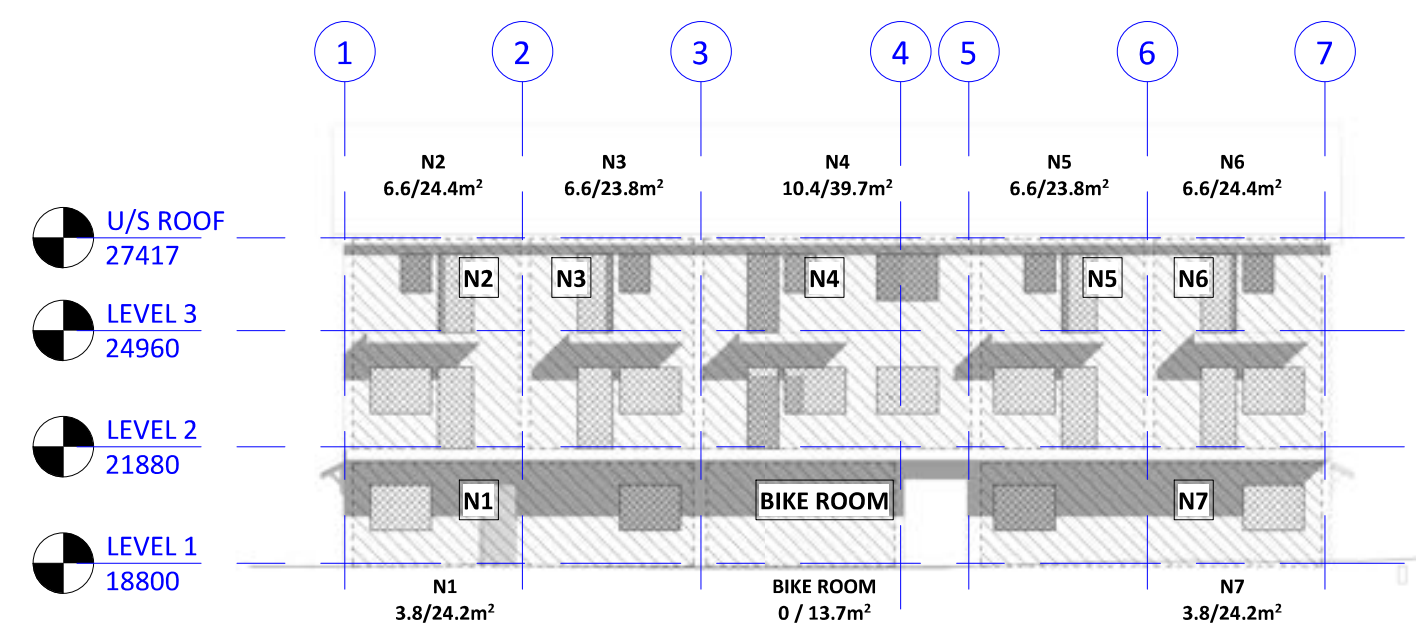 1 2 3 4 5 6 7
N2 N3 N4 N5 N6
6.6/24.4m² 6.6/23.8m² 10.4/39.7m² 6.6/23.8m² 6.6/24.4m²
U/S ROOF
27417
N2 N3 N4 N5 N6
LEVEL 3
24960
LEVEL 2
21880
N1 BIKE ROOM N7
LEVEL 1
18800
N1 BIKE ROOM N7
3.8/24.2m² 0 / 13.7m² 3.8/24.2m²